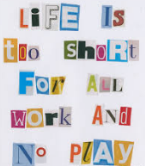 LiFE Is
too SHoRT
FoR ALL
WoRK ANd
No PLAY